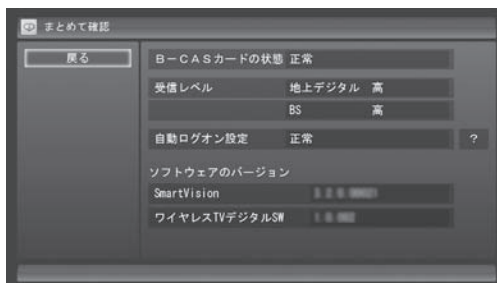 まとめて確認
戻る
B－CASカードの状態 正常
受信レベル 地上デジタル 高
BS 高
自動ログオン設定 正常 ?
ソフトウェアのバージョン
SmartVision
ワイヤレスTVデジタルSW